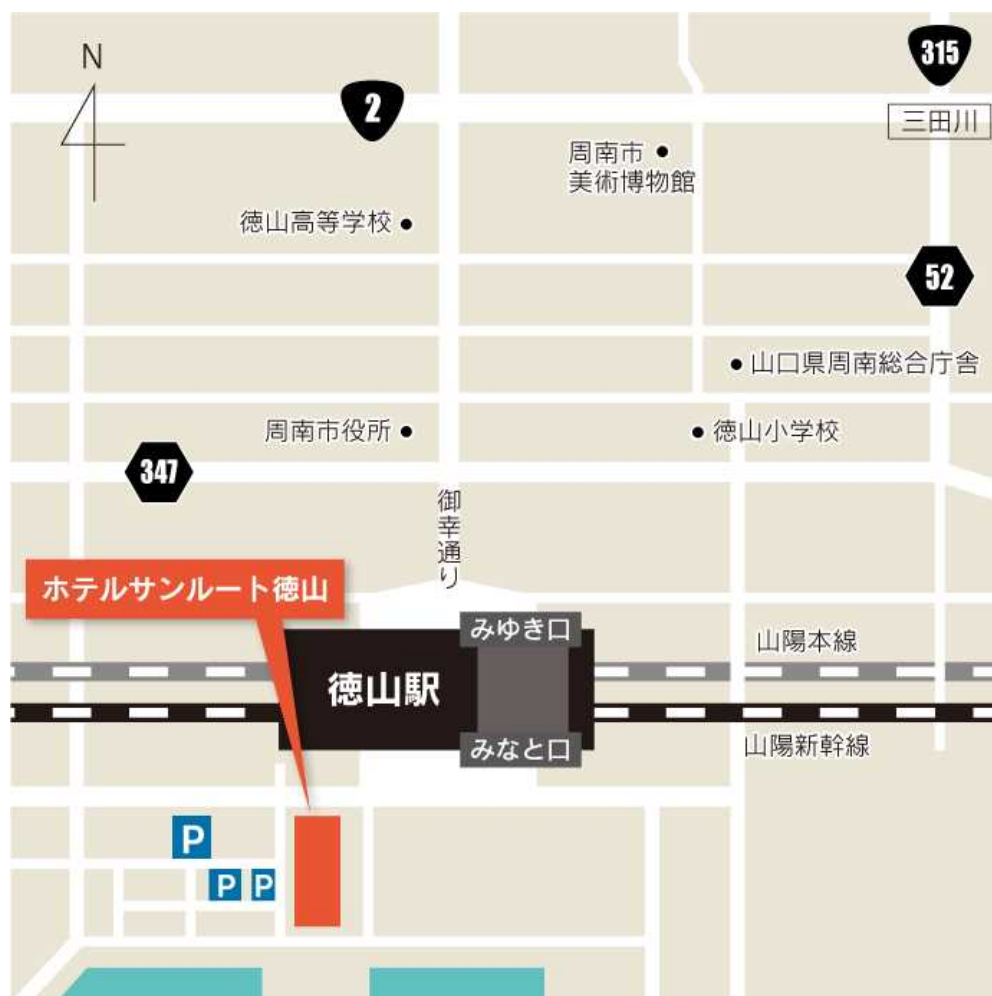 N
2
315
三田川
周南市
美術博物館
徳山高等学校
52
山口県周南総合庁舎
周南市役所
徳山小学校
347
御幸通り
ホテルサンルート徳山
みゆき口
山陽本線
徳山駅
みなと口
山陽新幹線
P
P
P